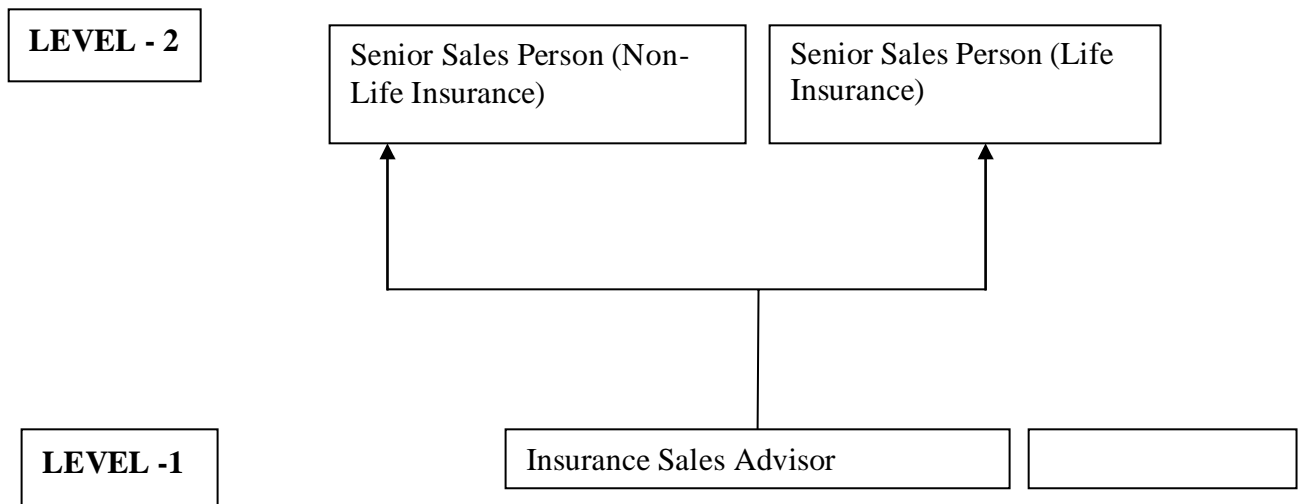 LEVEL - 2
Senior Sales Person (Non-
Life Insurance)
Senior Sales Person (Life
Insurance)
LEVEL -1
Insurance Sales Advisor